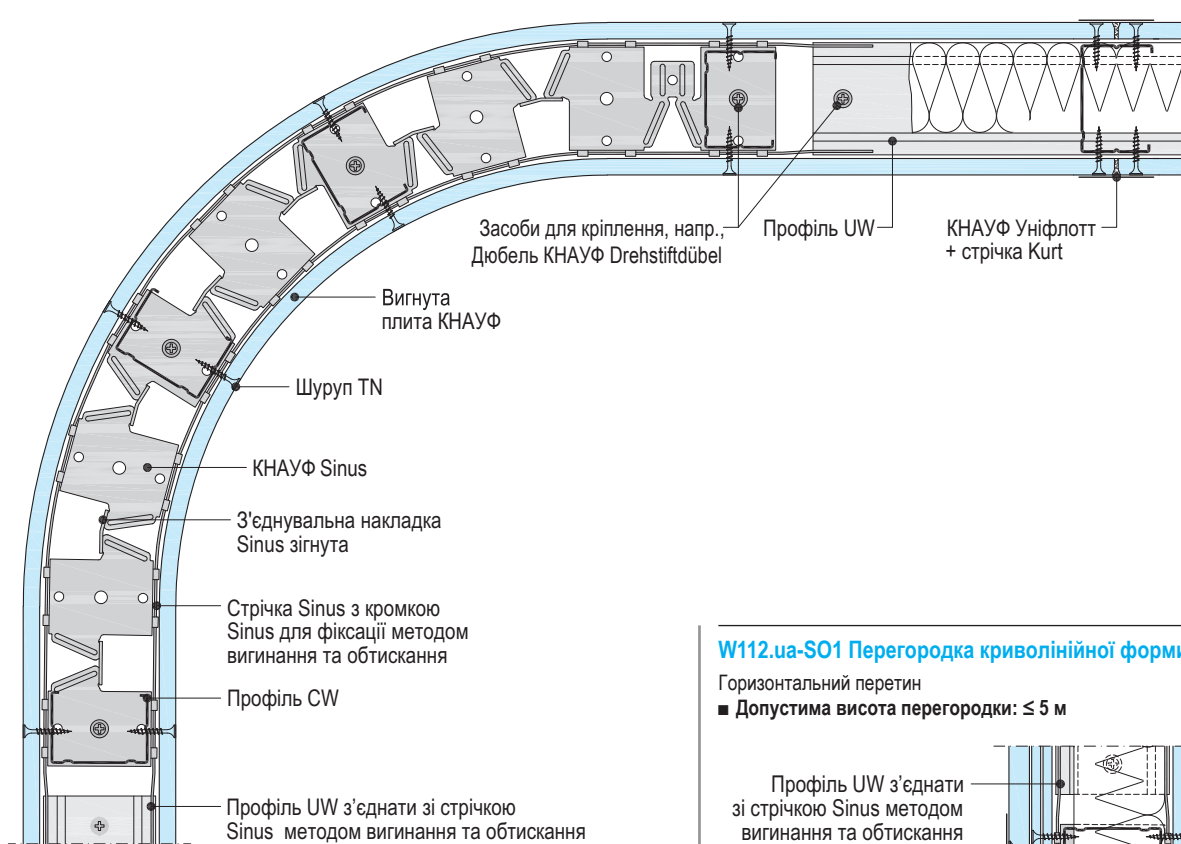 Засоби для кріплення, напр.,
Дюбель КНАУФ Drehstiftdübel
Профіль UW
КНАУФ Уніфлотт
+ стрічка Kurt
Вигнута
плита КНАУФ
Шуруп TN
КНАУФ Sinus
З'єднувальна накладка
Sinus зігнута
Стрічка Sinus з кромкою
Sinus для фіксації методом
вигинання та обтискання
Профіль CW
Профіль UW з’єднати зі стрічкою
Sinus методом вигинання та обтискання
W112.ua-SO1 Перегородка криволінійної форми
Горизонтальний перетин
■ Допустима висота перегородки: ≤ 5 м
Профіль UW з’єднати
зі стрічкою Sinus методом
вигинання та обтискання